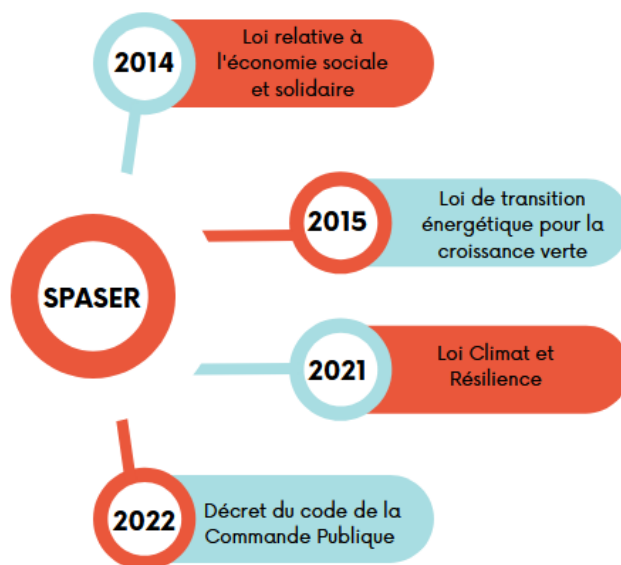 2014
Loi relative à
l'économie sociale
et solidaire
2015
Loi de transition
énergétique pour la
croissance verte
SPASER
2021
Loi Climat et
Résilience
2022
Décret du code de la
Commande Publique